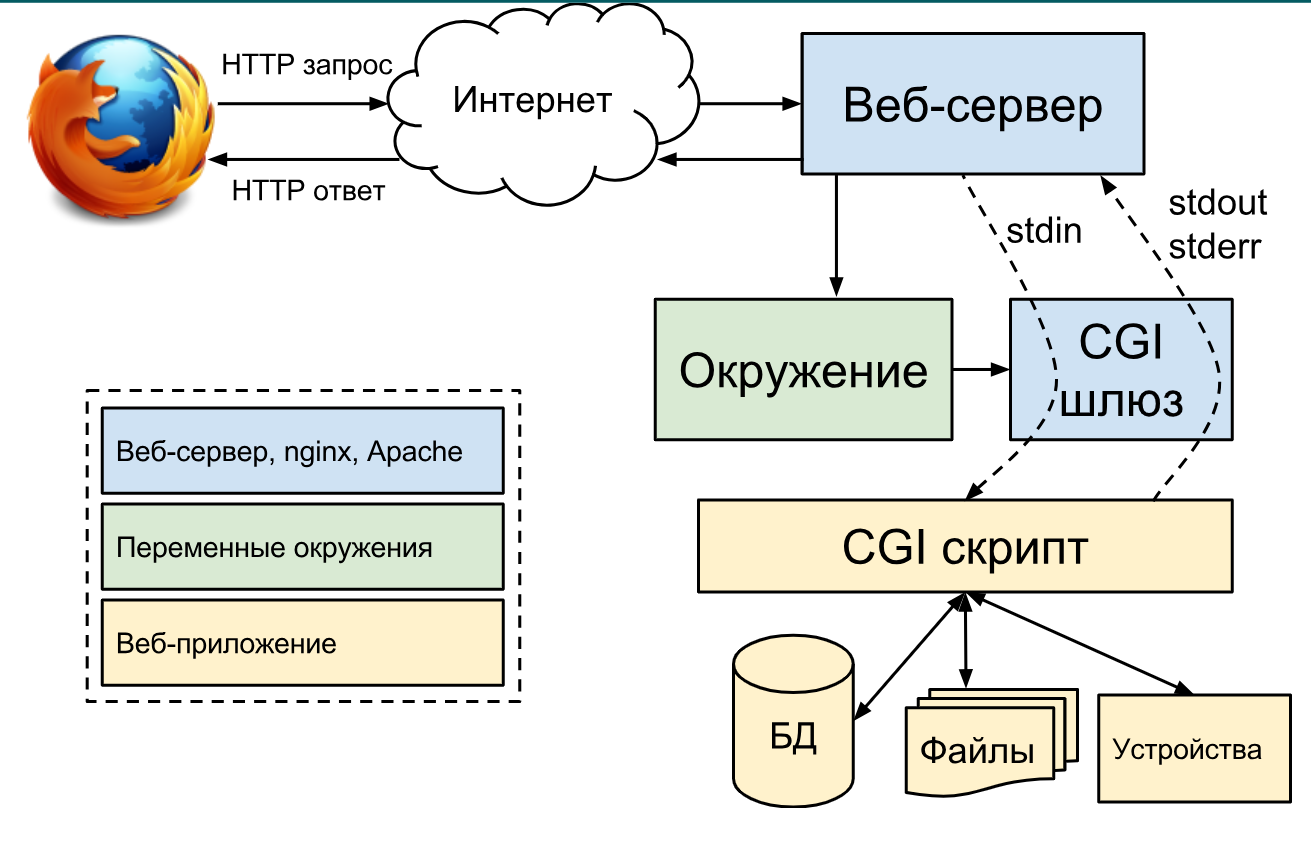 HTTP запрос
Интернет
Веб-сервер
HTTP ответ
stdin
stdout
stderr
Окружение
CGI
шлюз
Веб-сервер, nginx, Apache
Переменные окружения
Веб-приложение
CGI скрипт
БД
Файлы
Устройства